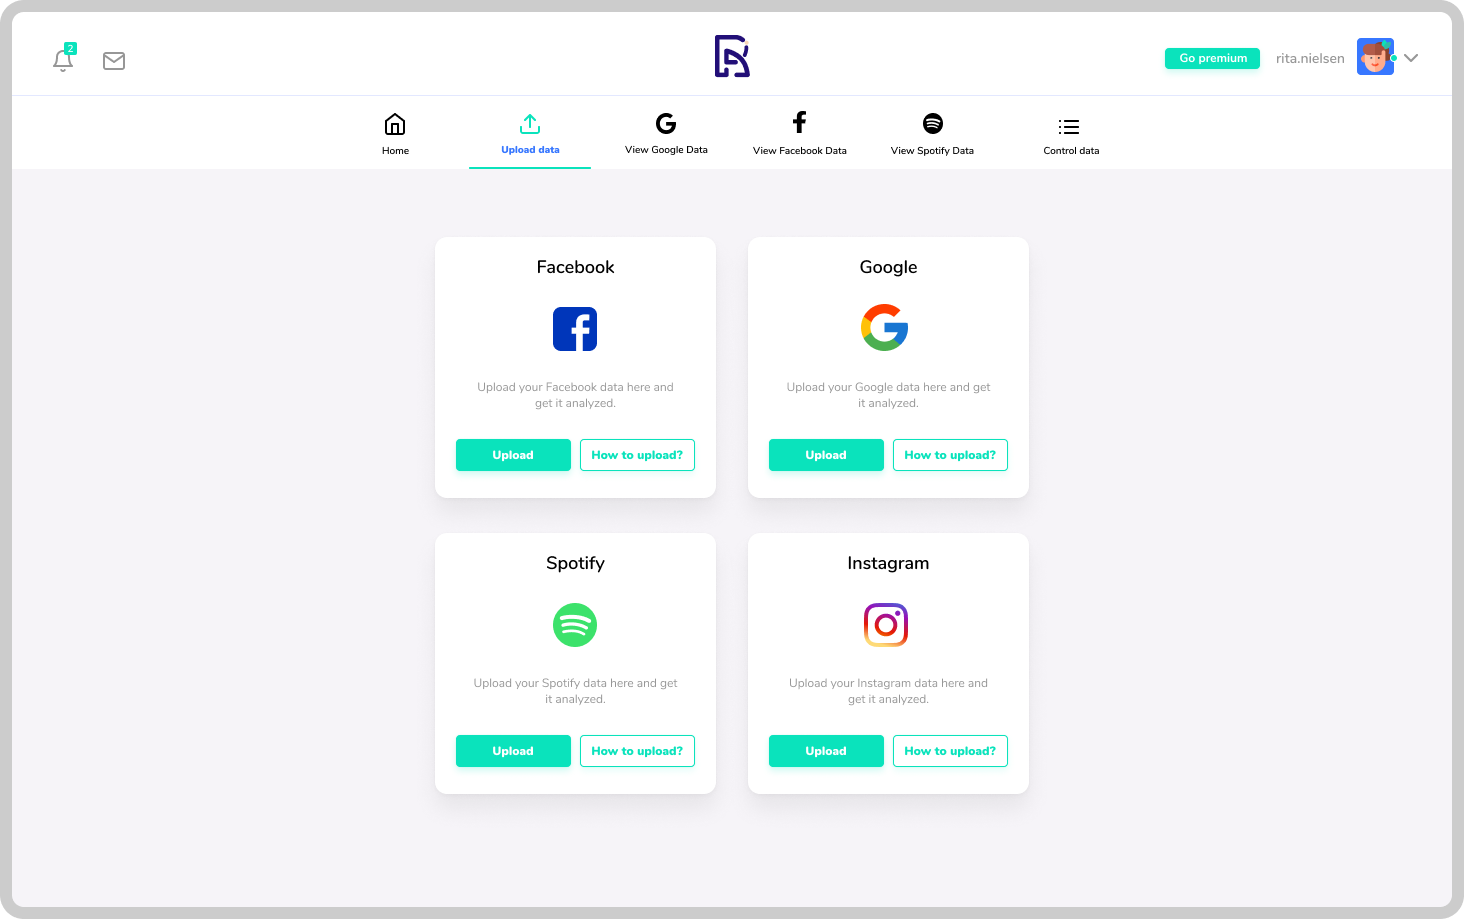 2
Go premium
rita.nielsen
Home
Upload data
View Google Data
View Facebook Data
View Spotify Data
Control data
Facebook
Upload your Facebook data here and
get it analyzed.
Upload
How to upload?
Google
Upload your Google data here and get
it analyzed.
Upload
How to upload?
Spotify
Upload your Spotify data here and get
it analyzed.
Upload
How to upload?
Instagram
Upload your Instagram data here and
get it analyzed.
Upload
How to upload?